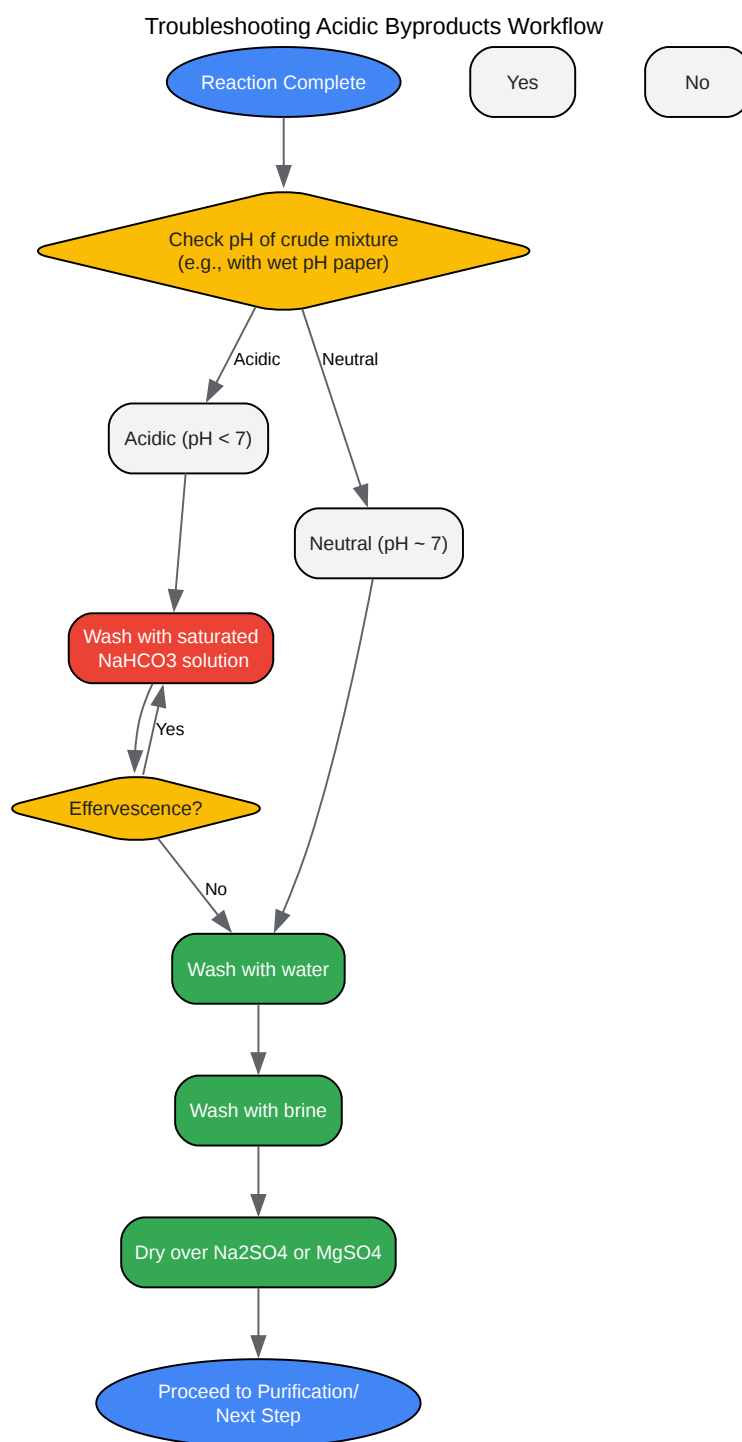 Troubleshooting Acidic Byproducts Workflow
Reaction Complete
Yes
No
Check pH of crude mixture
(e.g., with wet pH paper)
Acidic
Neutral
Acidic (pH < 7)
Neutral (pH ~ 7)
Wash with saturated
NaHCO3 solution
Yes
Effervescence?
No
Wash with water
Wash with brine
Dry over Na2SO4 or MgSO4
Proceed to Purification/
Next Step